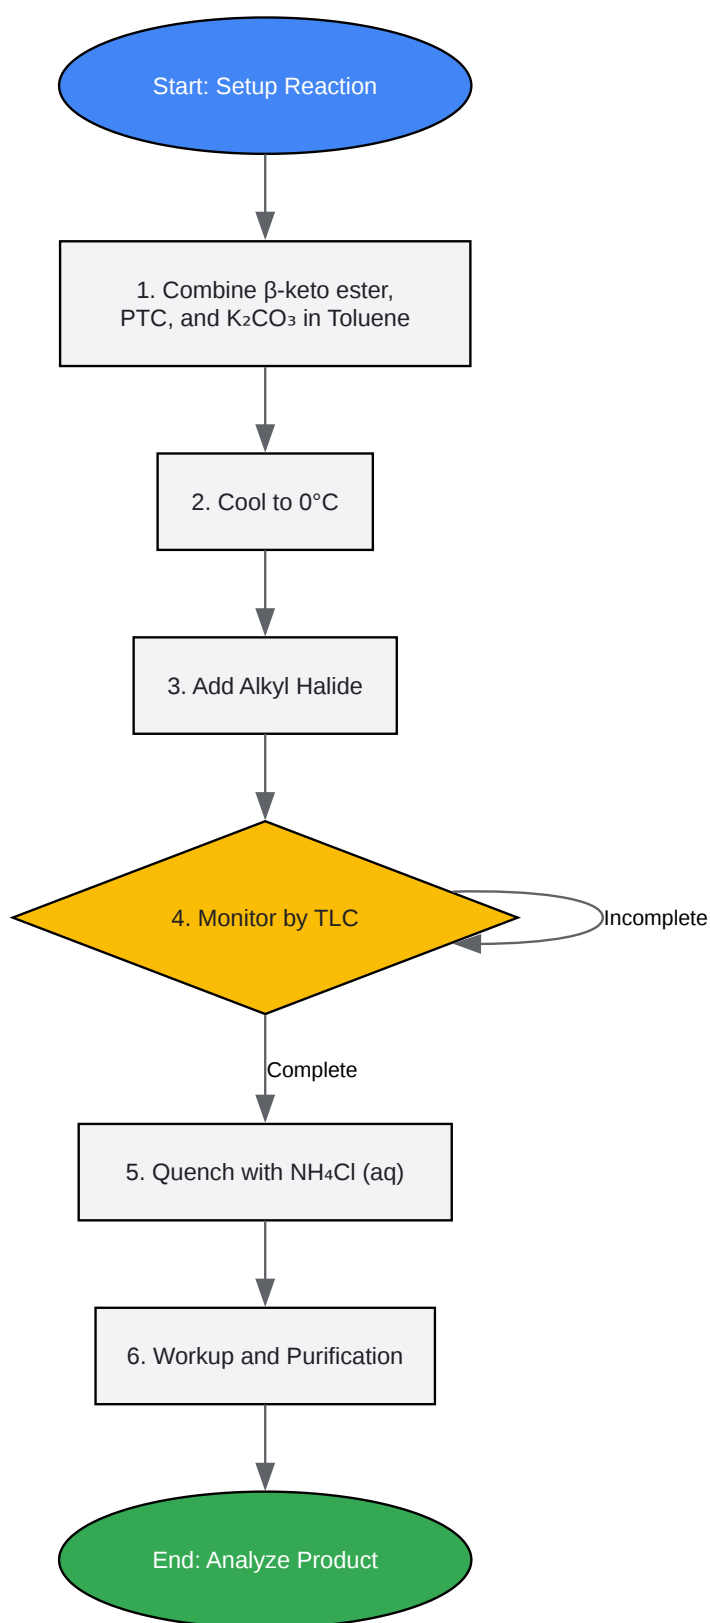 Start: Setup Reaction
1. Combine β-keto ester,
PTC, and K₂CO₃ in Toluene
2. Cool to 0°C
3. Add Alkyl Halide
4. Monitor by TLC
Incomplete
Complete
5. Quench with NH₄Cl (aq)
6. Workup and Purification
End: Analyze Product